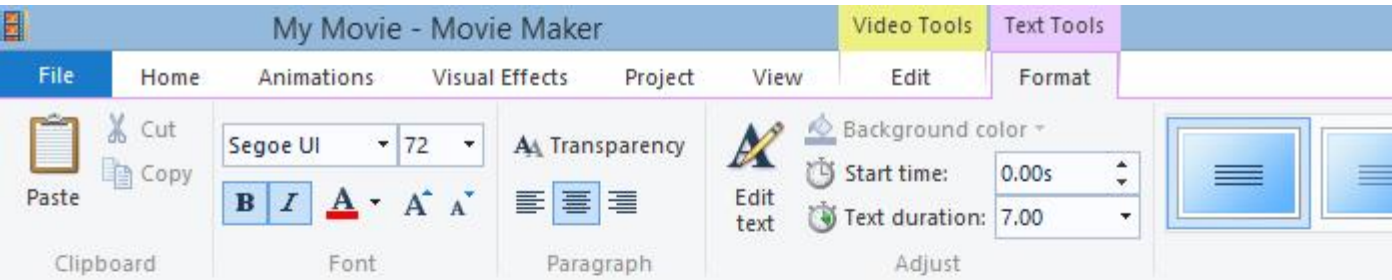 My Movie - Movie Maker
Video Tools
Text Tools
File
Home
Animations
Visual Effects
Project
View
Edit
Format
Paste
Cut
Copy
Clipboard
Segoe UI
72
B
I
A
A
A
Font
AA Transparency
Paragraph
A
Edit
text
Background color
Start time:
0.00s
Text duration:
7.00
Adjust